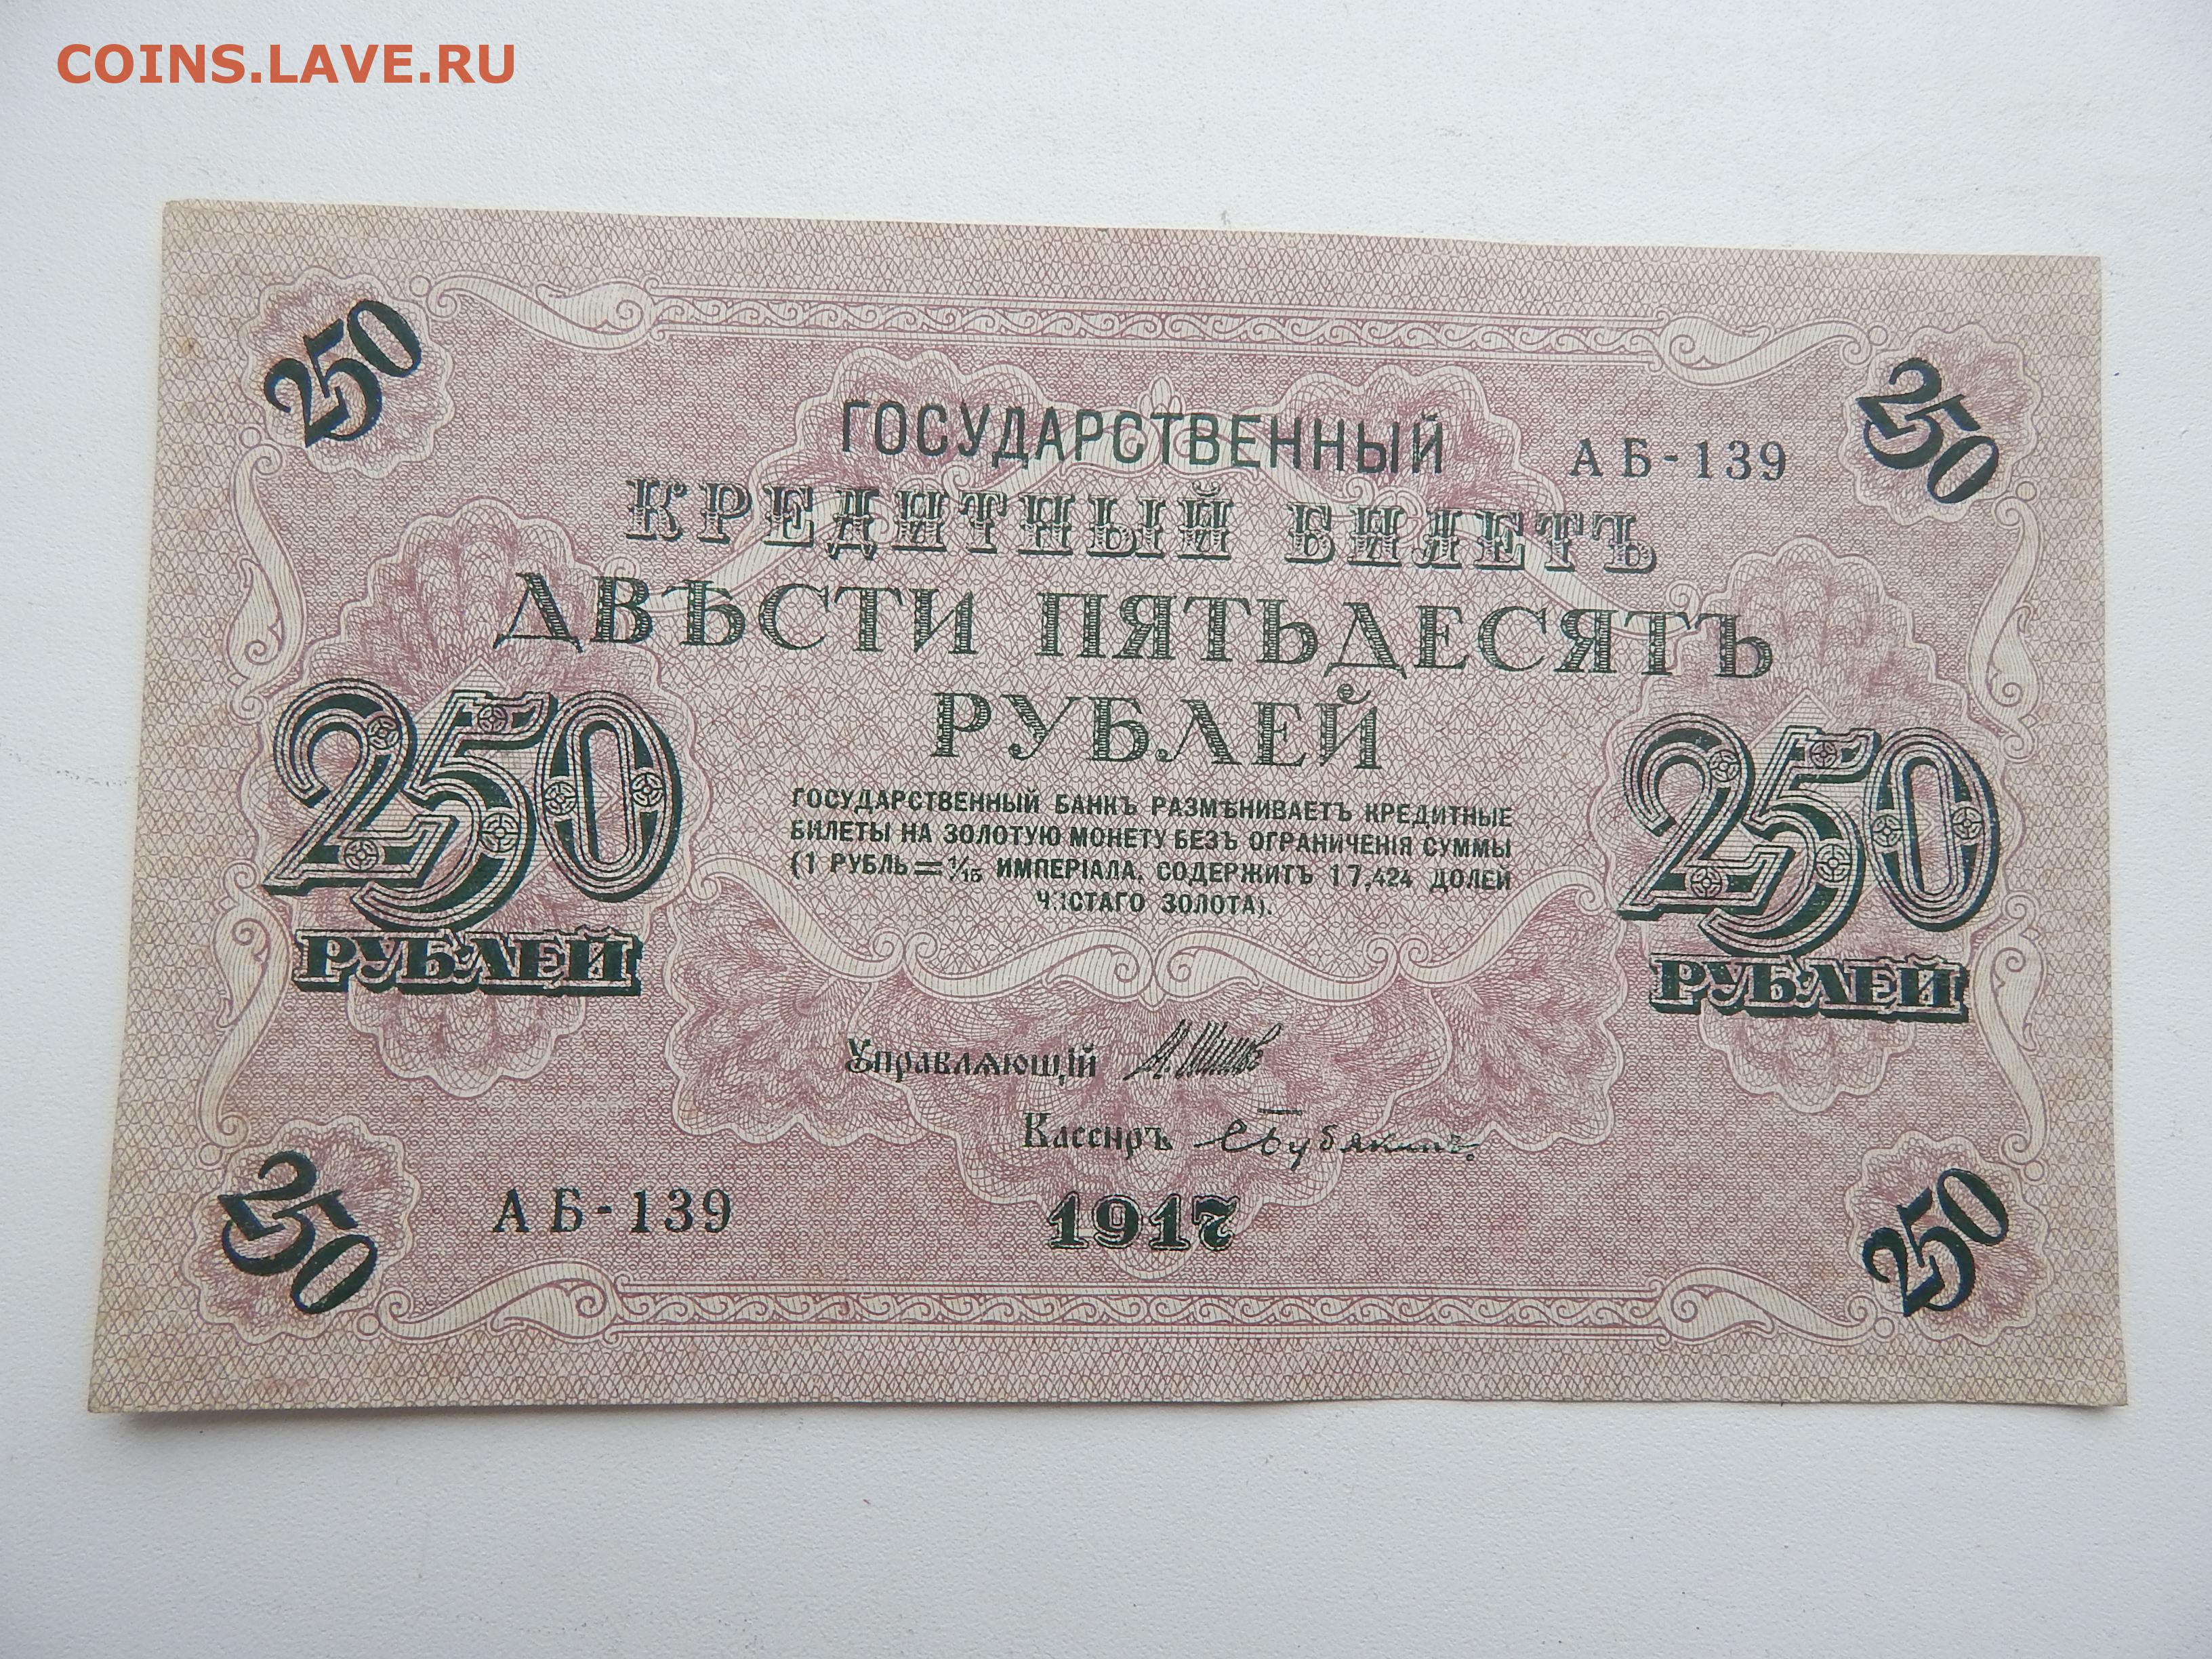 COINS.LAVE.RU
250
250
ГОСУДАРСТВЕННЫЙ
АБ-139
КРЕДИТНЫЙ БИЛЕТЪ
ДВѢСТИ ПЯТЬДЕСЯТЪ
РУБЛЕЙ
250
РУБЛЕЙ
250
РУБЛЕЙ
ГОСУДАРСТВЕННЫЙ БАНКЪ РАЗМѢНИВАЕТЪ КРЕДИТНЫЕ
БИЛЕТЫ НА ЗОЛОТУЮ МОНЕТУ БЕЗЪ ОГРАНИЧЕНІЯ СУММЫ
(1 РУБЛЬ = 1/15 ИМПЕРІАЛА, СОДЕРЖИТЪ 17,424 ДОЛЕЙ
ЧИСТАГО ЗОЛОТА).
Управляющій И. Шиповъ
Кассиръ С Бубякинъ.
АБ-139
1917
250
250